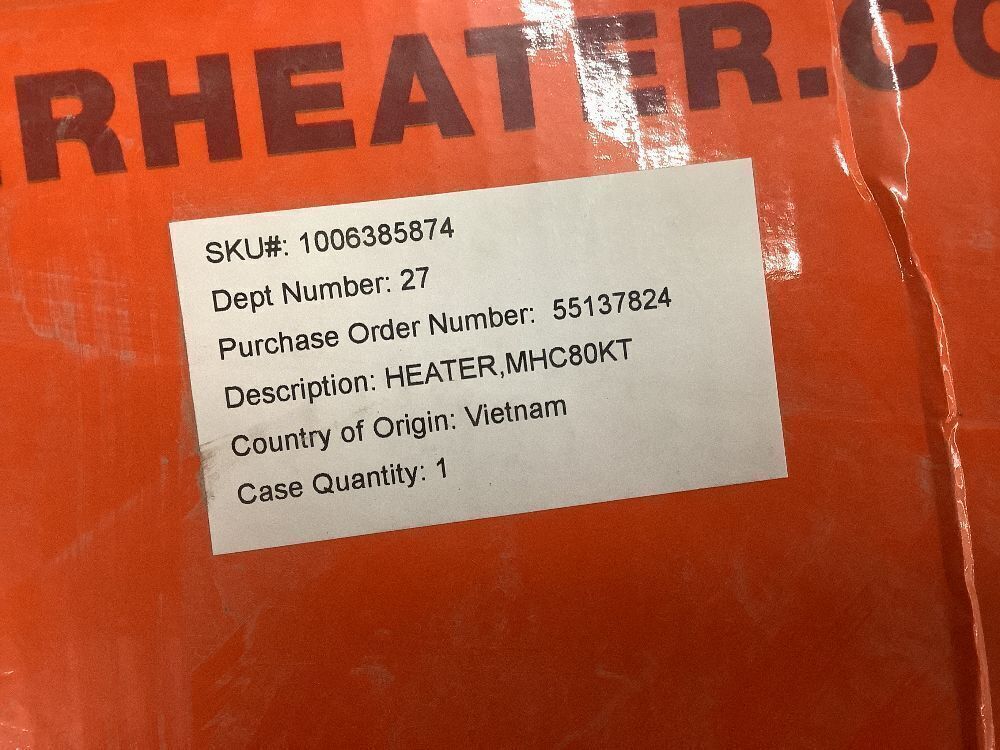 RHEATER.CO
SKU#: 1006385874
Dept Number: 27
Purchase Order Number: 55137824
Description: HEATER,MHC80KT
Country of Origin: Vietnam
Case Quantity: 1